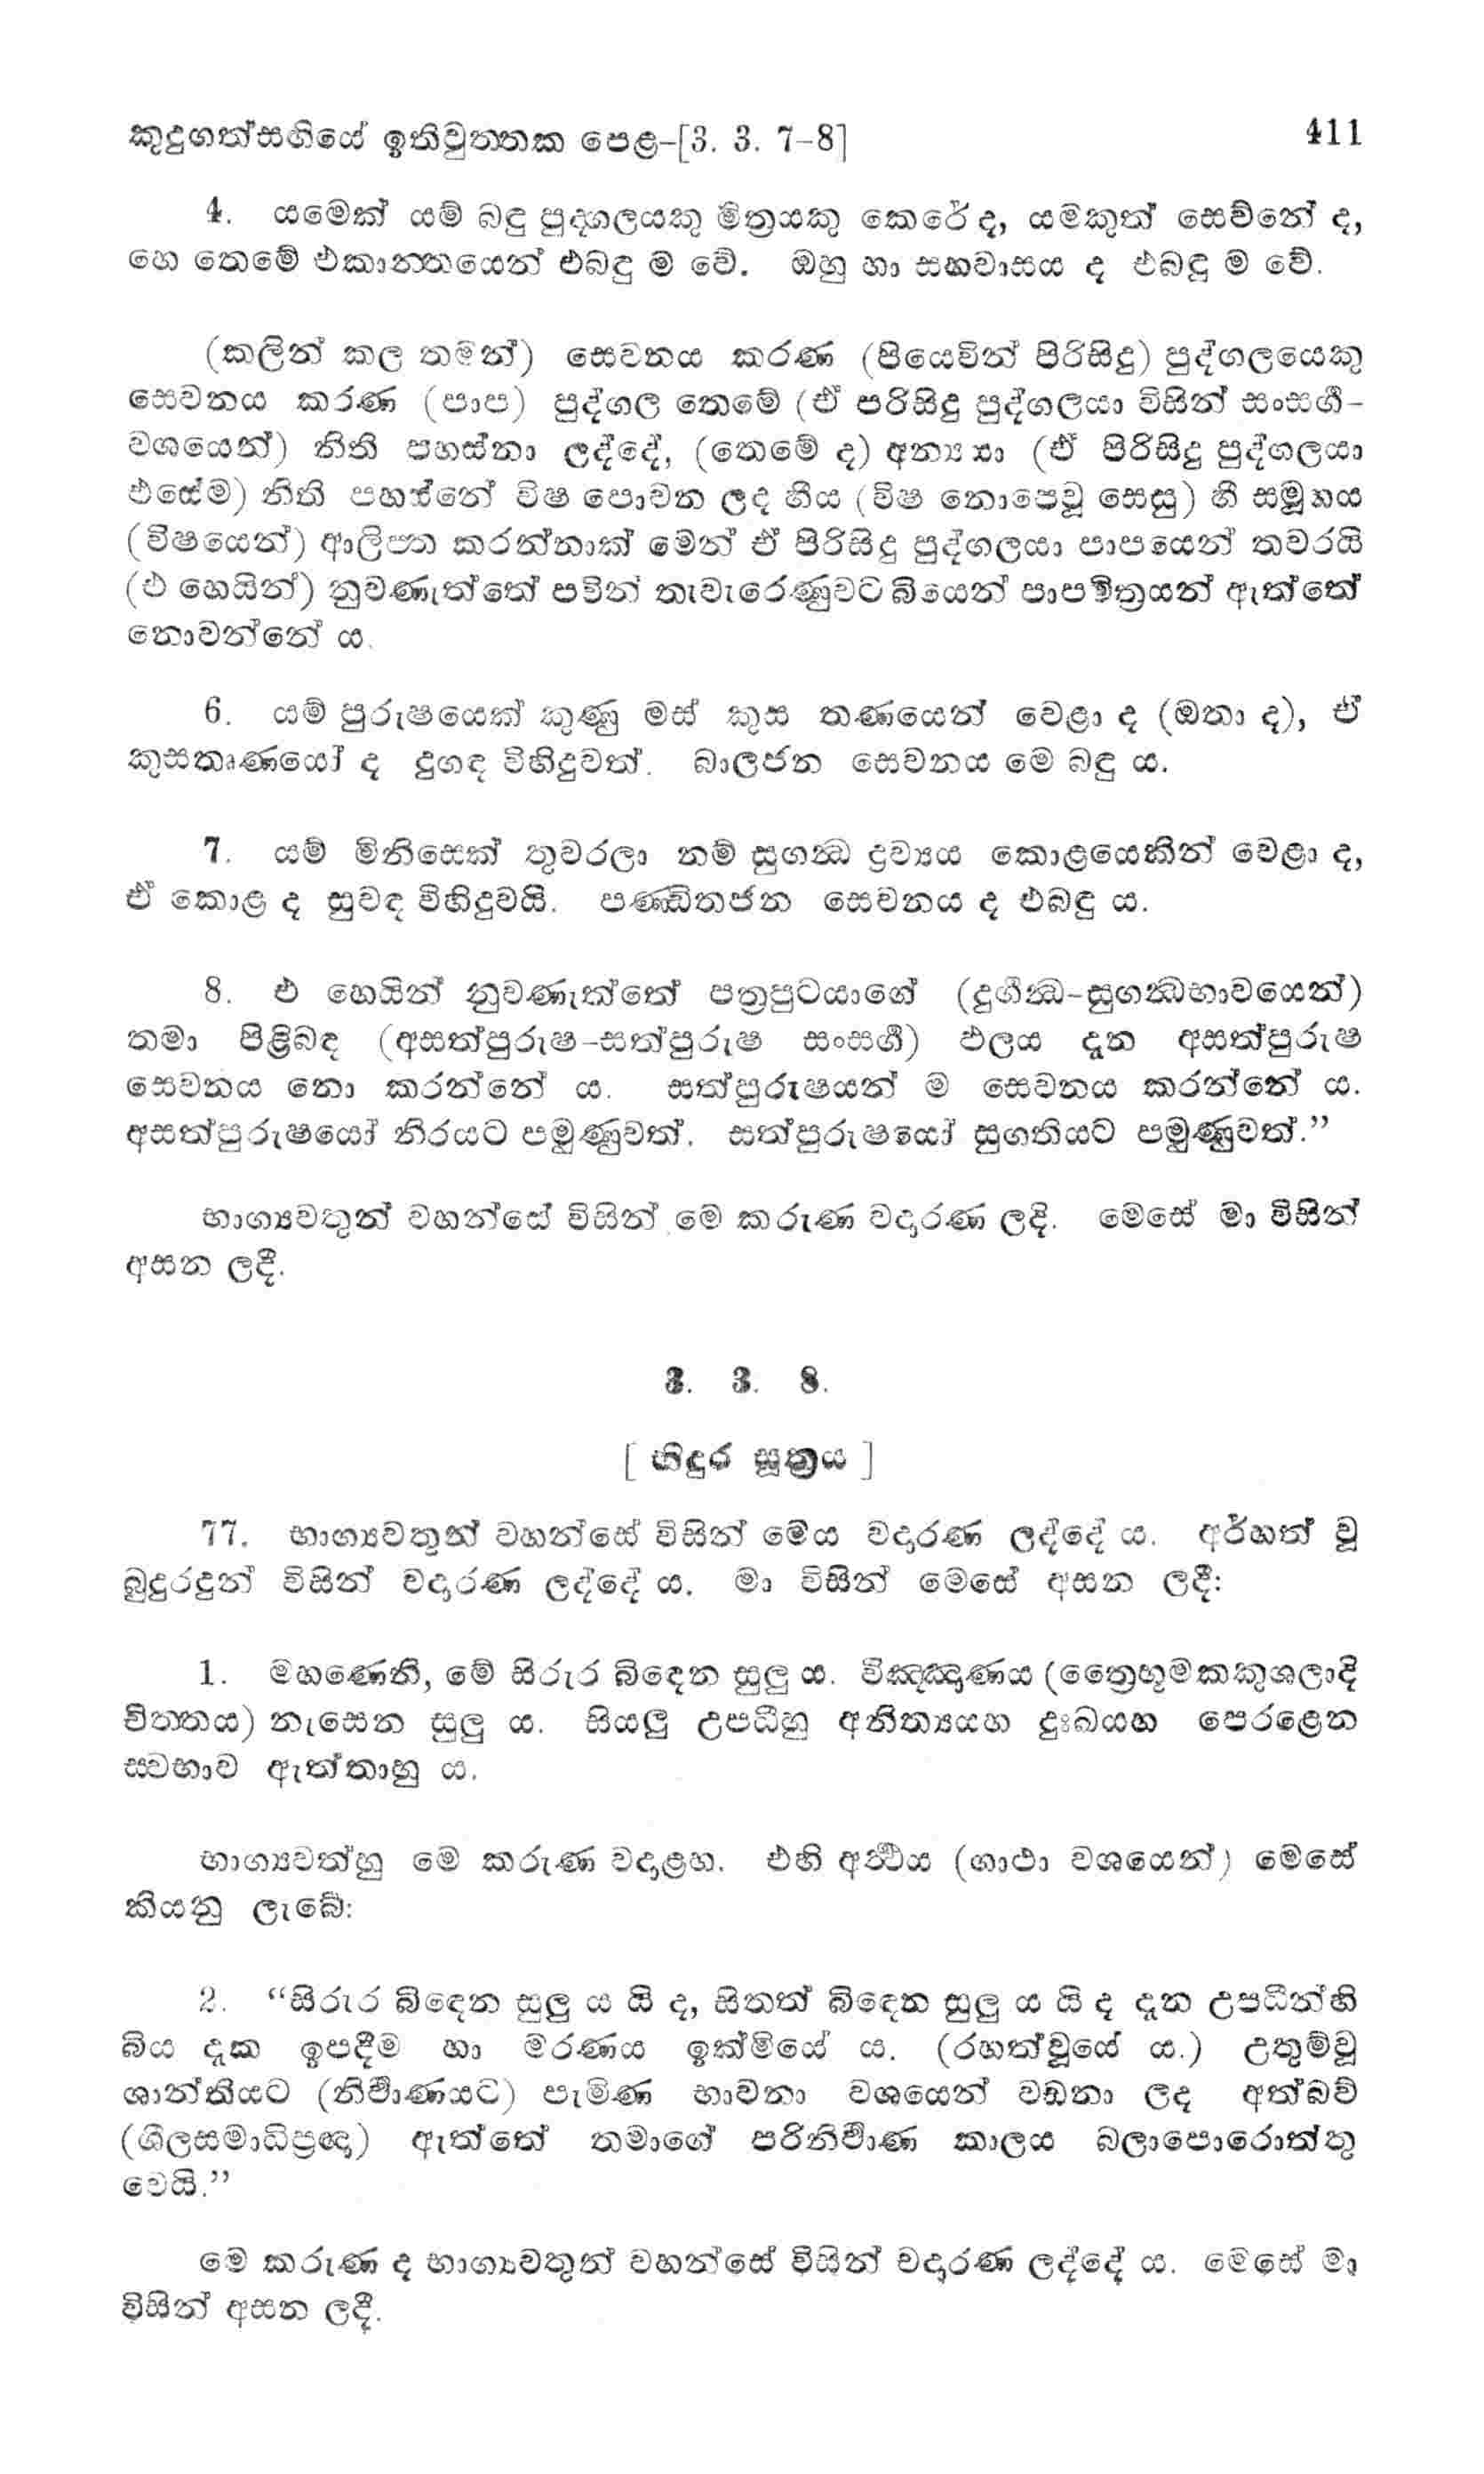 කුදුගත්සඟියේ ඉතිවුත්තක පෙළ–[3. 3. 7–8] 411
4. යමෙක් යම් බඳු පුද්ගලයකු මිත්‍රයකු කෙරේ ද, යමකුත් සෙව්නේ ද,
හෙ තෙමේ එකාන්තයෙන් එබඳු ම වේ. ඔහු හා සහවාසය ද එබඳු ම වේ.
(කලින් කල තමන්) සෙවනය කරණ (පියෙවින් පිරිසිදු) පුද්ගලයෙකු
සෙවනය කරණ (පාප) පුද්ගල තෙමේ (ඒ පරිසිදු පුද්ගලයා විසින් සංසර්‍ග–
වශයෙන්) නිති පහස්නා ලද්දේ, (තෙමේ ද) අන්‍යයා (ඒ පිරිසිදු පුද්ගලයා
එසේම) නිති පහස්නේ විෂ පොවන ලද හීය (විෂ නොපෙවූ සෙසු) හී සමූහය
(විෂයෙන්) ආලිප්ත කරන්නාක් මෙන් ඒ පිරිසිදු පුද්ගලයා පාපයෙන් තවරයි
(එ හෙයින්) නුවණැත්තේ පවින් තැවැරෙණුවට බියෙන් පාපමිත්‍රයන් ඇත්තේ
නොවන්නේ ය.
6. යම් පුරුෂයෙක් කුණු මස් කුස තණයෙන් වෙළා ද (ඔතා ද), ඒ
කුසතෘණයෝ ද දුගඳ විහිදුවත්. බාලජන සෙවනය මෙ බඳු ය.
7. යම් මිනිසෙක් තුවරලා නම් සුගන්ධ ද්‍රව්‍යය කොළයෙකින් වෙළා ද,
ඒ කොළ ද සුවඳ විහිදුවයි. පණ්ඩිතජන සෙවනය ද එබඳු ය.
8. එ හෙයින් නුවණැත්තේ පත්‍රපුටයාගේ (දුර්‍ගන්ධ–සුගන්ධභාවයෙන්)
තමා පිළිබඳ (අසත්පුරුෂ–සත්පුරුෂ සංසර්‍ග) ඵලය දැන අසත්පුරුෂ
සෙවනය නො කරන්නේ ය. සත්පුරුෂයන් ම සෙවනය කරන්නේ ය.
අසත්පුරුෂයෝ නිරයට පමුණුවත්. සත්පුරුෂයෝ සුගතියට පමුණුවත්.”
භාග්‍යවතුන් වහන්සේ විසින් මෙ කරුණ වදාරණ ලදි. මෙසේ මා විසින්
අසන ලදී.
3. 3. 8.
[ භිදුර සූත්‍රය ]
77. භාග්‍යවතුන් වහන්සේ විසින් මෙය වදාරණ ලද්දේ ය. අර්හත් වූ
බුදුරදුන් විසින් වදාරණ ලද්දේ ය. මා විසින් මෙසේ අසන ලදී:
1. මහණෙනි, මේ සිරුර බිඳෙන සුලු ය. විඤ්ඤාණය (ත්‍රෛභූමකකුශලාදි
චිත්තය) නැසෙන සුලු ය. සියලු උපධීහු අනිත්‍යයහ දුඃඛයහ පෙරළෙන
ස්වභාව ඇත්තාහු ය.
භාග්‍යවත්හු මෙ කරුණ වදාළහ. එහි අර්‍ථය (ගාථා වශයෙන්) මෙසේ
කියනු ලැබේ:
2. “සිරුර බිඳෙන සුලු ය යි ද, සිතත් බිඳෙන සුලු ය යි ද දැන උපධීන්හි
බිය දැක ඉපදීම හා මරණය ඉක්මියේ ය. (රහත්වූයේ ය.) උතුම්වූ
ශාන්තියට (නිර්‍වාණයට) පැමිණ භාවනා වශයෙන් වඩනා ලද අත්බව්
(ශීලසමාධිප්‍රඥා) ඇත්තේ තමාගේ පරිනිර්‍වාණ කාලය බලාපොරොත්තු
වෙයි.”
මෙ කරුණ ද භාග්‍යවතුන් වහන්සේ විසින් වදාරණ ලද්දේ ය. මෙසේ මා
විසින් අසන ලදී.